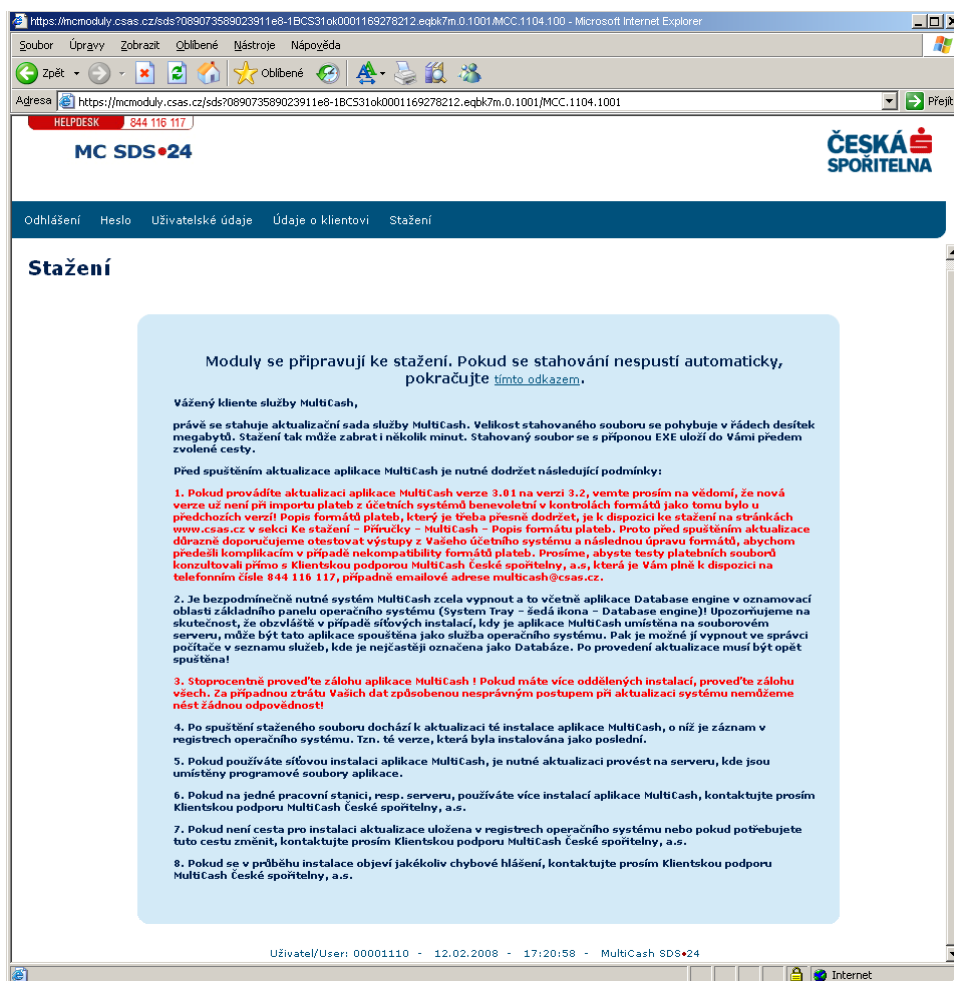 https://mcmoduly.csas.cz/sds?089073589023911e8-1BCS31ok0001169278212.eqbk7m.0.1001/MCC.1104.100 - Microsoft Internet Explorer
Soubor Úpravy Zobrazit Oblíbené Nástroje Nápověda
Zpět Oblíbené
Adresa https://mcmoduly.csas.cz/sds?089073589023911e8-1BCS31ok0001169278212.eqbk7m.0.1001/MCC.1104.1001 Přejít
HELPDESK 844 116 117
MC SDS•24
ČESKÁ
SPOŘITELNA
Odhlášení Heslo Uživatelské údaje Údaje o klientovi Stažení
Stažení
Moduly se připravují ke stažení. Pokud se stahování nespustí automaticky,
pokračujte tímto odkazem.
Vážený kliente služby MultiCash,
právě se stahuje aktualizační sada služby MultiCash. Velikost stahovaného souboru se pohybuje v řádech desítek
megabytů. Stažení tak může zabrat i několik minut. Stahovaný soubor se s příponou EXE uloží do Vámi předem
zvolené cesty.
Před spuštěním aktualizace aplikace MultiCash je nutné dodržet následující podmínky:
1. Pokud provádíte aktualizaci aplikace MultiCash verze 3.01 na verzi 3.2, vemte prosím na vědomí, že nová
verze už není při importu plateb z účetních systémů benevoletní v kontrolách formátů jako tomu bylo u
předchozích verzí! Popis formátů plateb, který je třeba přesně dodržet, je k dispozici ke stažení na stránkách
www.csas.cz v sekci Ke stažení - Příručky - MultiCash - Popis formátu plateb. Proto před spuštěním aktualizace
důrazně doporučujeme otestovat výstupy z Vašeho účetního systému a následnou úpravu formátů, abychom
předešli komplikacím v případě nekompatibility formátů plateb. Prosíme, abyste testy platebních souborů
konzultovali přímo s Klientskou podporou MultiCash České spořitelny, a.s, která je Vám plně k dispozici na
telefonním čísle 844 116 117, případně emailové adrese multicash@csas.cz.
2. Je bezpodmínečně nutné systém MultiCash zcela vypnout a to včetně aplikace Database engine v oznamovací
oblasti základního panelu operačního systému (System Tray - šedá ikona - Database engine)! Upozorňujeme na
skutečnost, že obzvláště v případě síťových instalací, kdy je aplikace MultiCash umístěna na souborovém
serveru, může být tato aplikace spouštěna jako služba operačního systému. Pak je možné jí vypnout ve správci
počítače v seznamu služeb, kde je nejčastěji označena jako Databáze. Po provedení aktualizace musí být opět
spuštěna!
3. Stoprocentně proveďte zálohu aplikace MultiCash ! Pokud máte více oddělených instalací, proveďte zálohu
všech. Za případnou ztrátu Vašich dat způsobenou nesprávným postupem při aktualizaci systému nemůžeme
nést žádnou odpovědnost!
4. Po spuštění staženého souboru dochází k aktualizaci té instalace aplikace MultiCash, o níž je záznam v
registrech operačního systému. Tzn. té verze, která byla instalována jako poslední.
5. Pokud používáte síťovou instalaci aplikace MultiCash, je nutné aktualizaci provést na serveru, kde jsou
umístěny programové soubory aplikace.
6. Pokud na jedné pracovní stanici, resp. serveru, používáte více instalací aplikace MultiCash, kontaktujte prosím
Klientskou podporu MultiCash České spořitelny, a.s.
7. Pokud není cesta pro instalaci aktualizace uložena v registrech operačního systému nebo pokud potřebujete
tuto cestu změnit, kontaktujte prosím Klientskou podporu MultiCash České spořitelny, a.s.
8. Pokud se v průběhu instalace objeví jakékoliv chybové hlášení, kontaktujte prosím Klientskou podporu
MultiCash České spořitelny, a.s.
Uživatel/User: 00001110 - 12.02.2008 - 17:20:58 - MultiCash SDS•24
Internet